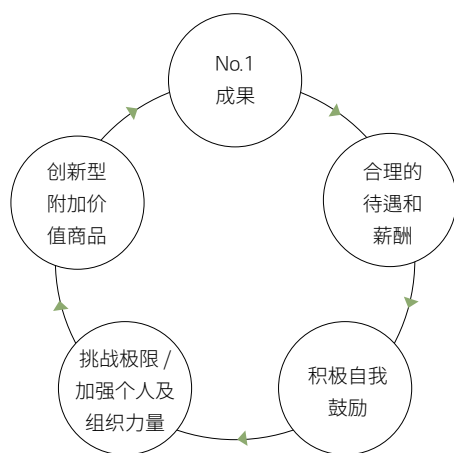 No.1
成果
合理的
待遇和
薪酬
积极自我
鼓励
挑战极限 /
加强个人及
组织力量
创新型
附加价
值商品